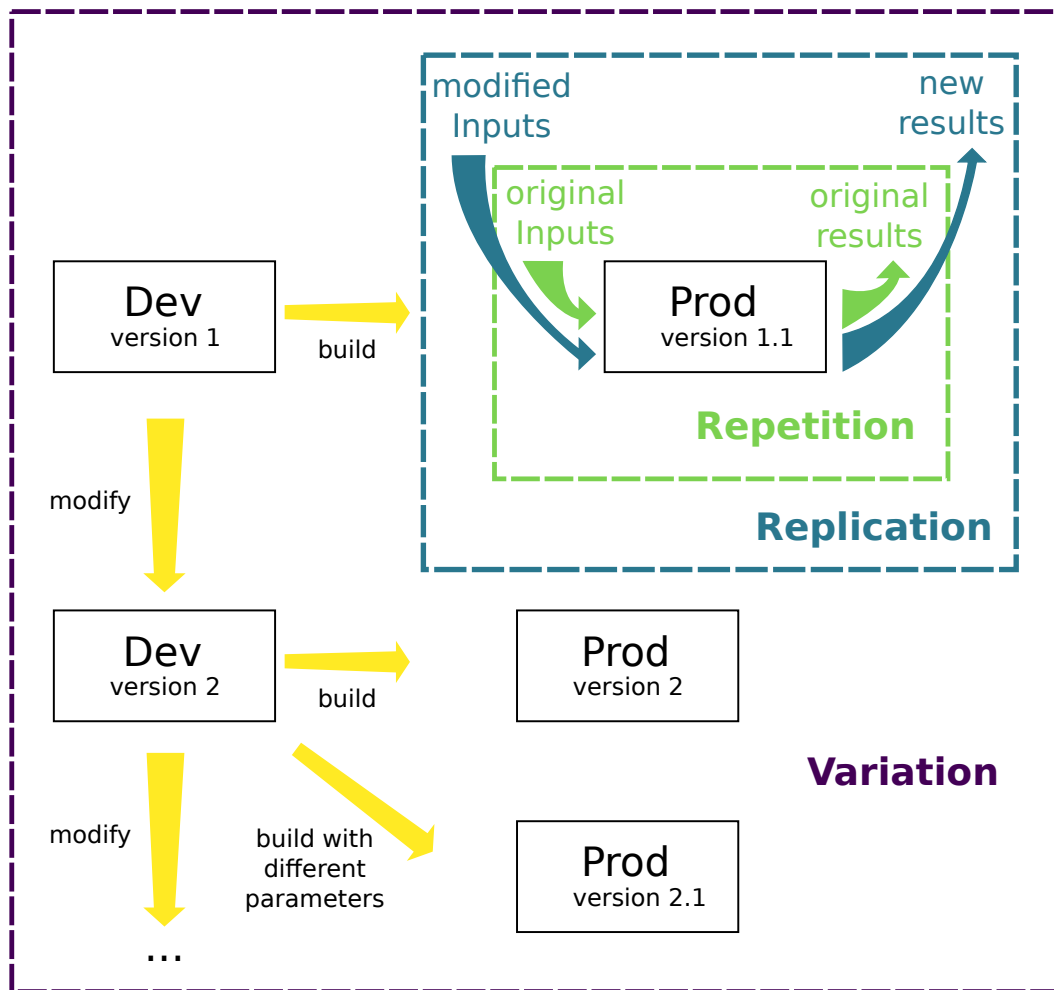 modified
Inputs
new
results
original
Inputs
original
results
Dev
version 1
build
Prod
version 1.1
Repetition
modify
Replication
Dev
version 2
build
Prod
version 2
Variation
modify
build with
different
parameters
Prod
version 2.1
...